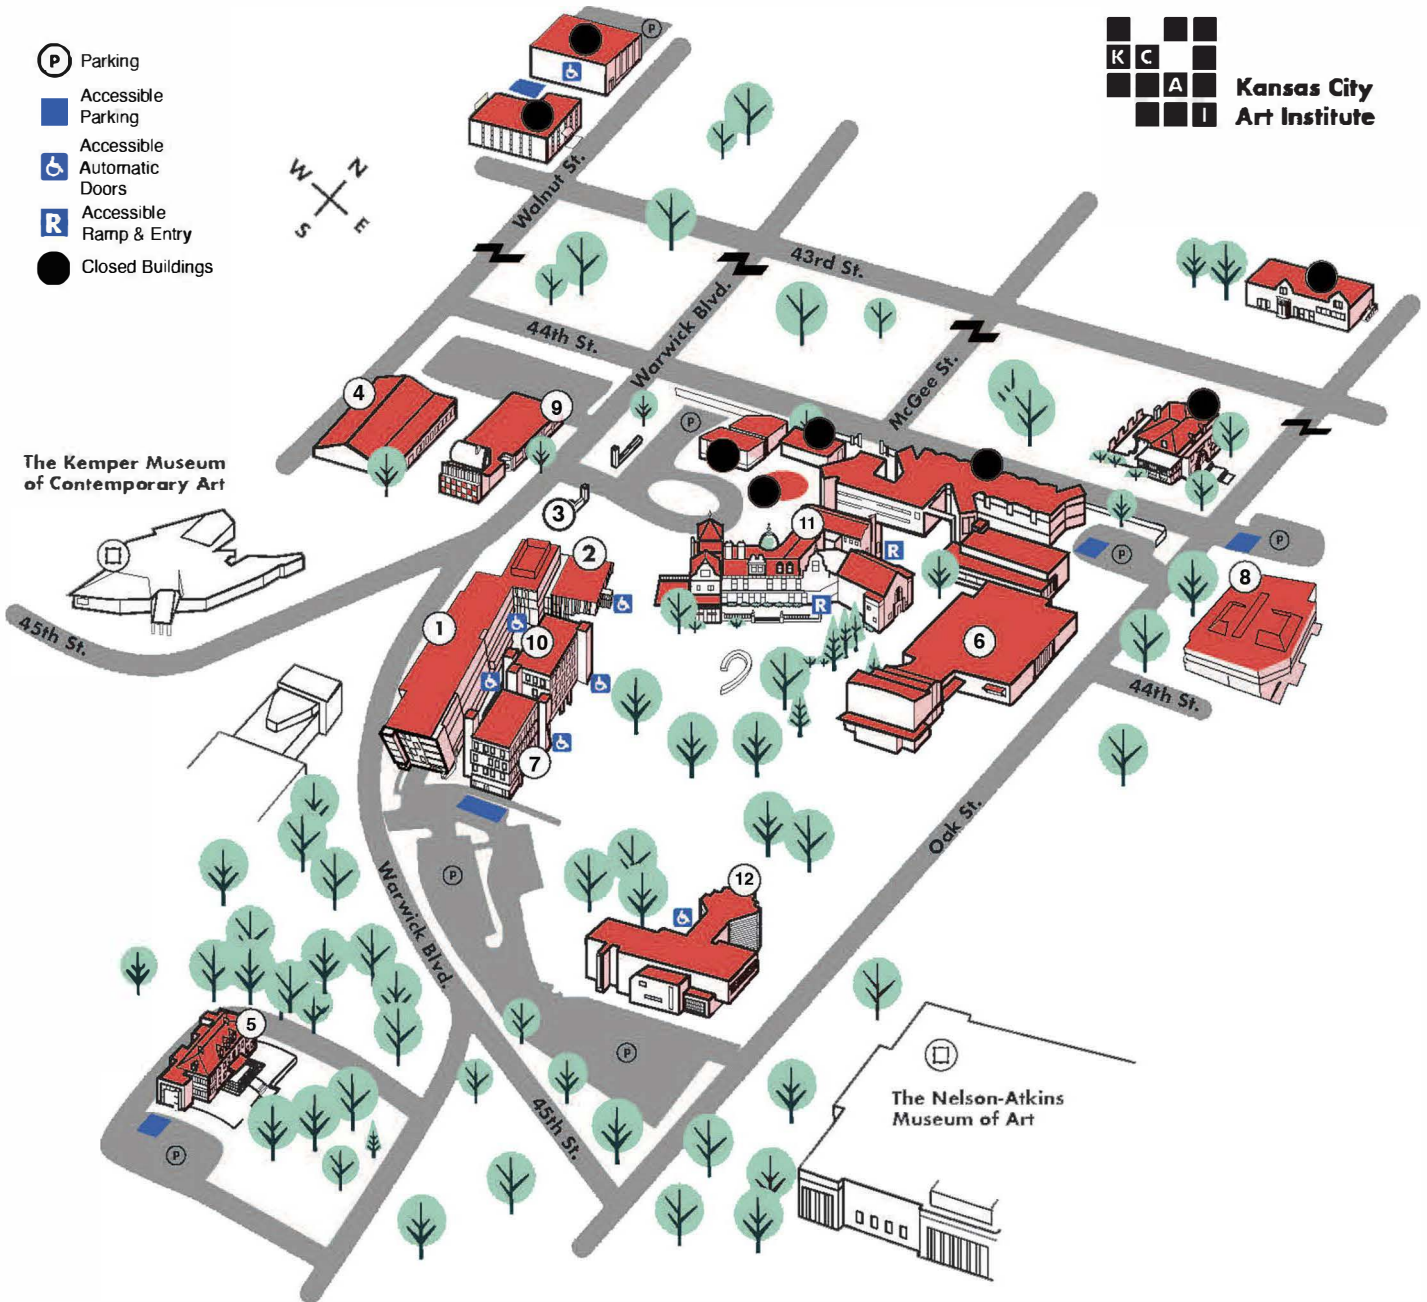 P Parking
Accessible
Parking
Accessible
Automatic
Doors
R Accessible
Ramp & Entry
Closed Buildings
W N
S E
P
K C
A
I
Kansas City
Art Institute
Walnut St.
43rd St.
Warwick Blvd.
44th St.
McGee St.
4
9
P
The Kemper Museum
of Contemporary Art
3
11
R
2
P
P
8
1
10
R
6
45th St.
44th St.
7
Oak St.
P
12
Warwick Blvd.
5
P
45th St.
P
The Nelson-Atkins
Museum of Art